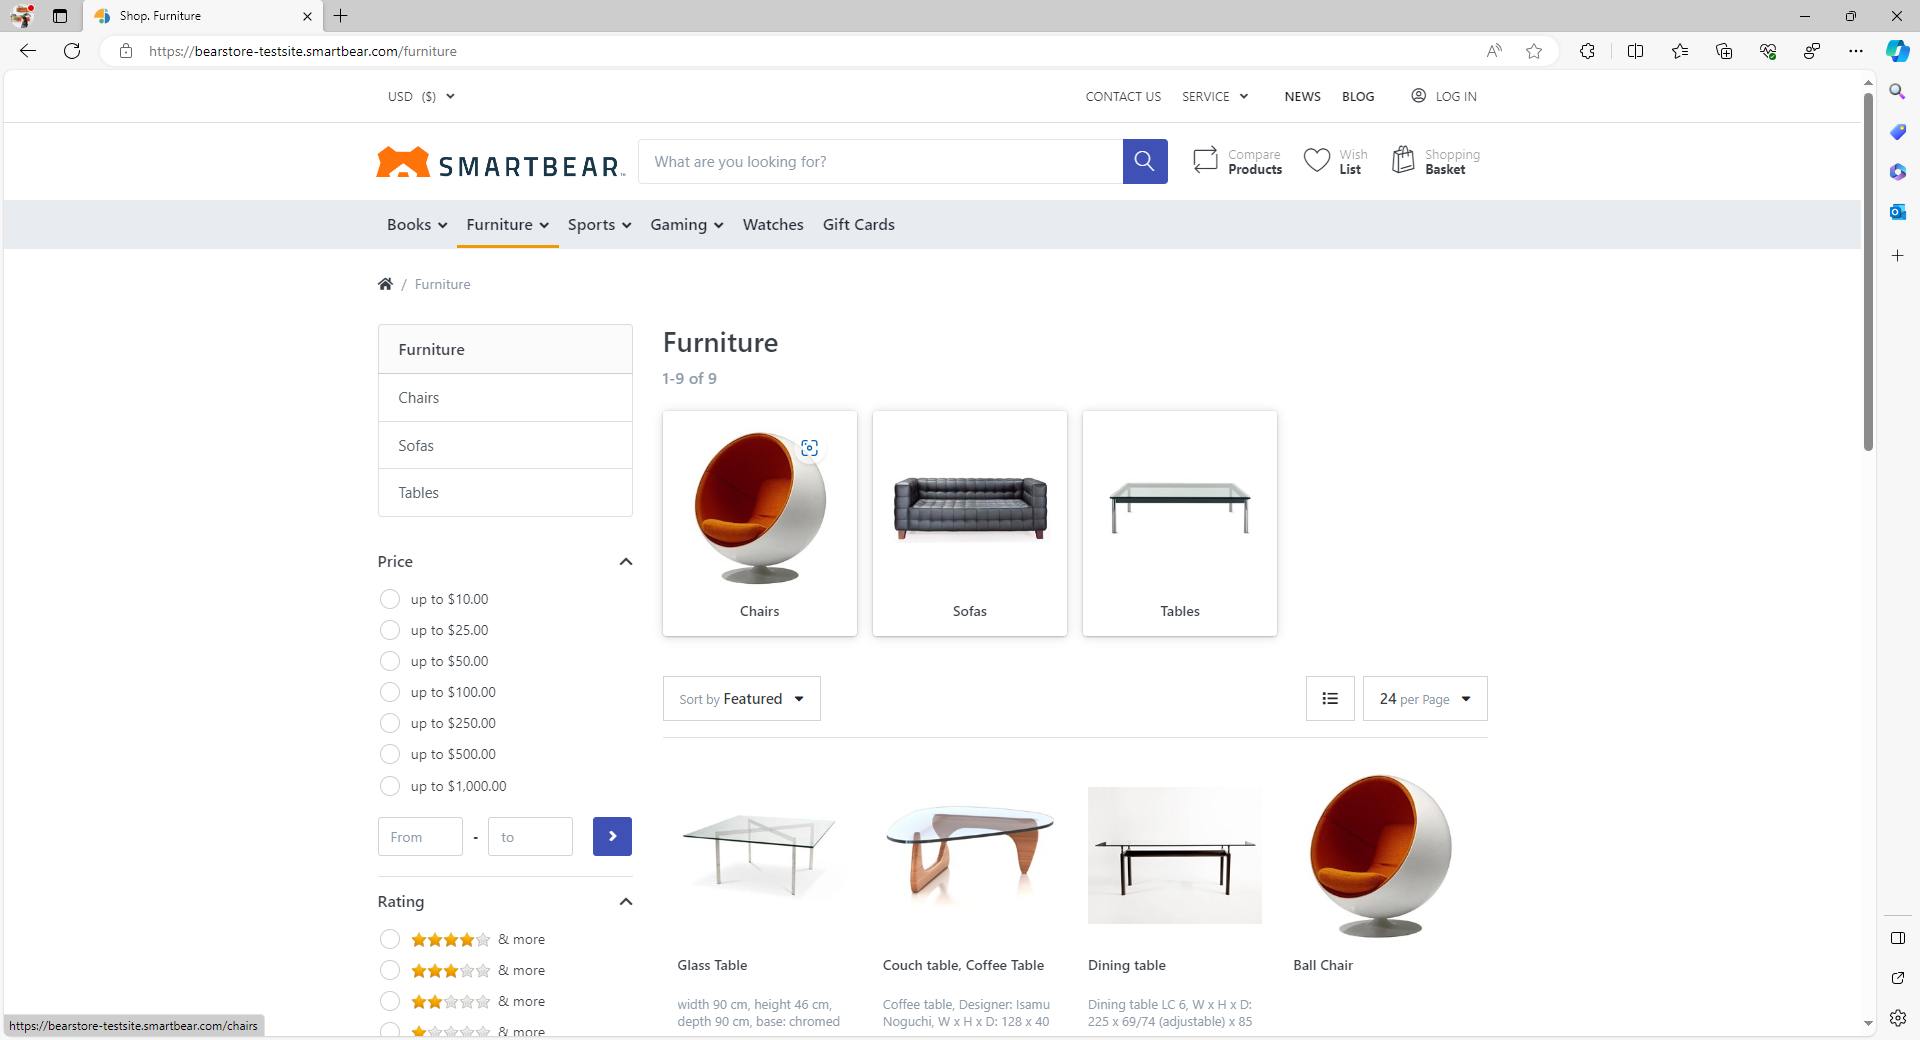 Shop. Furniture
https://bearstore-testsite.smartbear.com/furniture
USD ($)
CONTACT US
SERVICE
NEWS
BLOG
LOG IN
SMARTBEAR
What are you looking for?
Compare
Products
Wish
List
Shopping
Basket
Books
Furniture
Sports
Gaming
Watches
Gift Cards
/ Furniture
Furniture
Chairs
Sofas
Tables
Price
up to $10.00
up to $25.00
up to $50.00
up to $100.00
up to $250.00
up to $500.00
up to $1,000.00
From - to
Rating
& more
& more
& more
& more
Furniture
1-9 of 9
Chairs
Sofas
Tables
Sort by Featured
24 per Page
Glass Table
width 90 cm, height 46 cm,
depth 90 cm, base: chromed
Couch table, Coffee Table
Coffee table, Designer: Isamu
Noguchi, W x H x D: 128 x 40
Dining table
Dining table LC 6, W x H x D:
225 x 69/74 (adjustable) x 85
Ball Chair
https://bearstore-testsite.smartbear.com/chairs